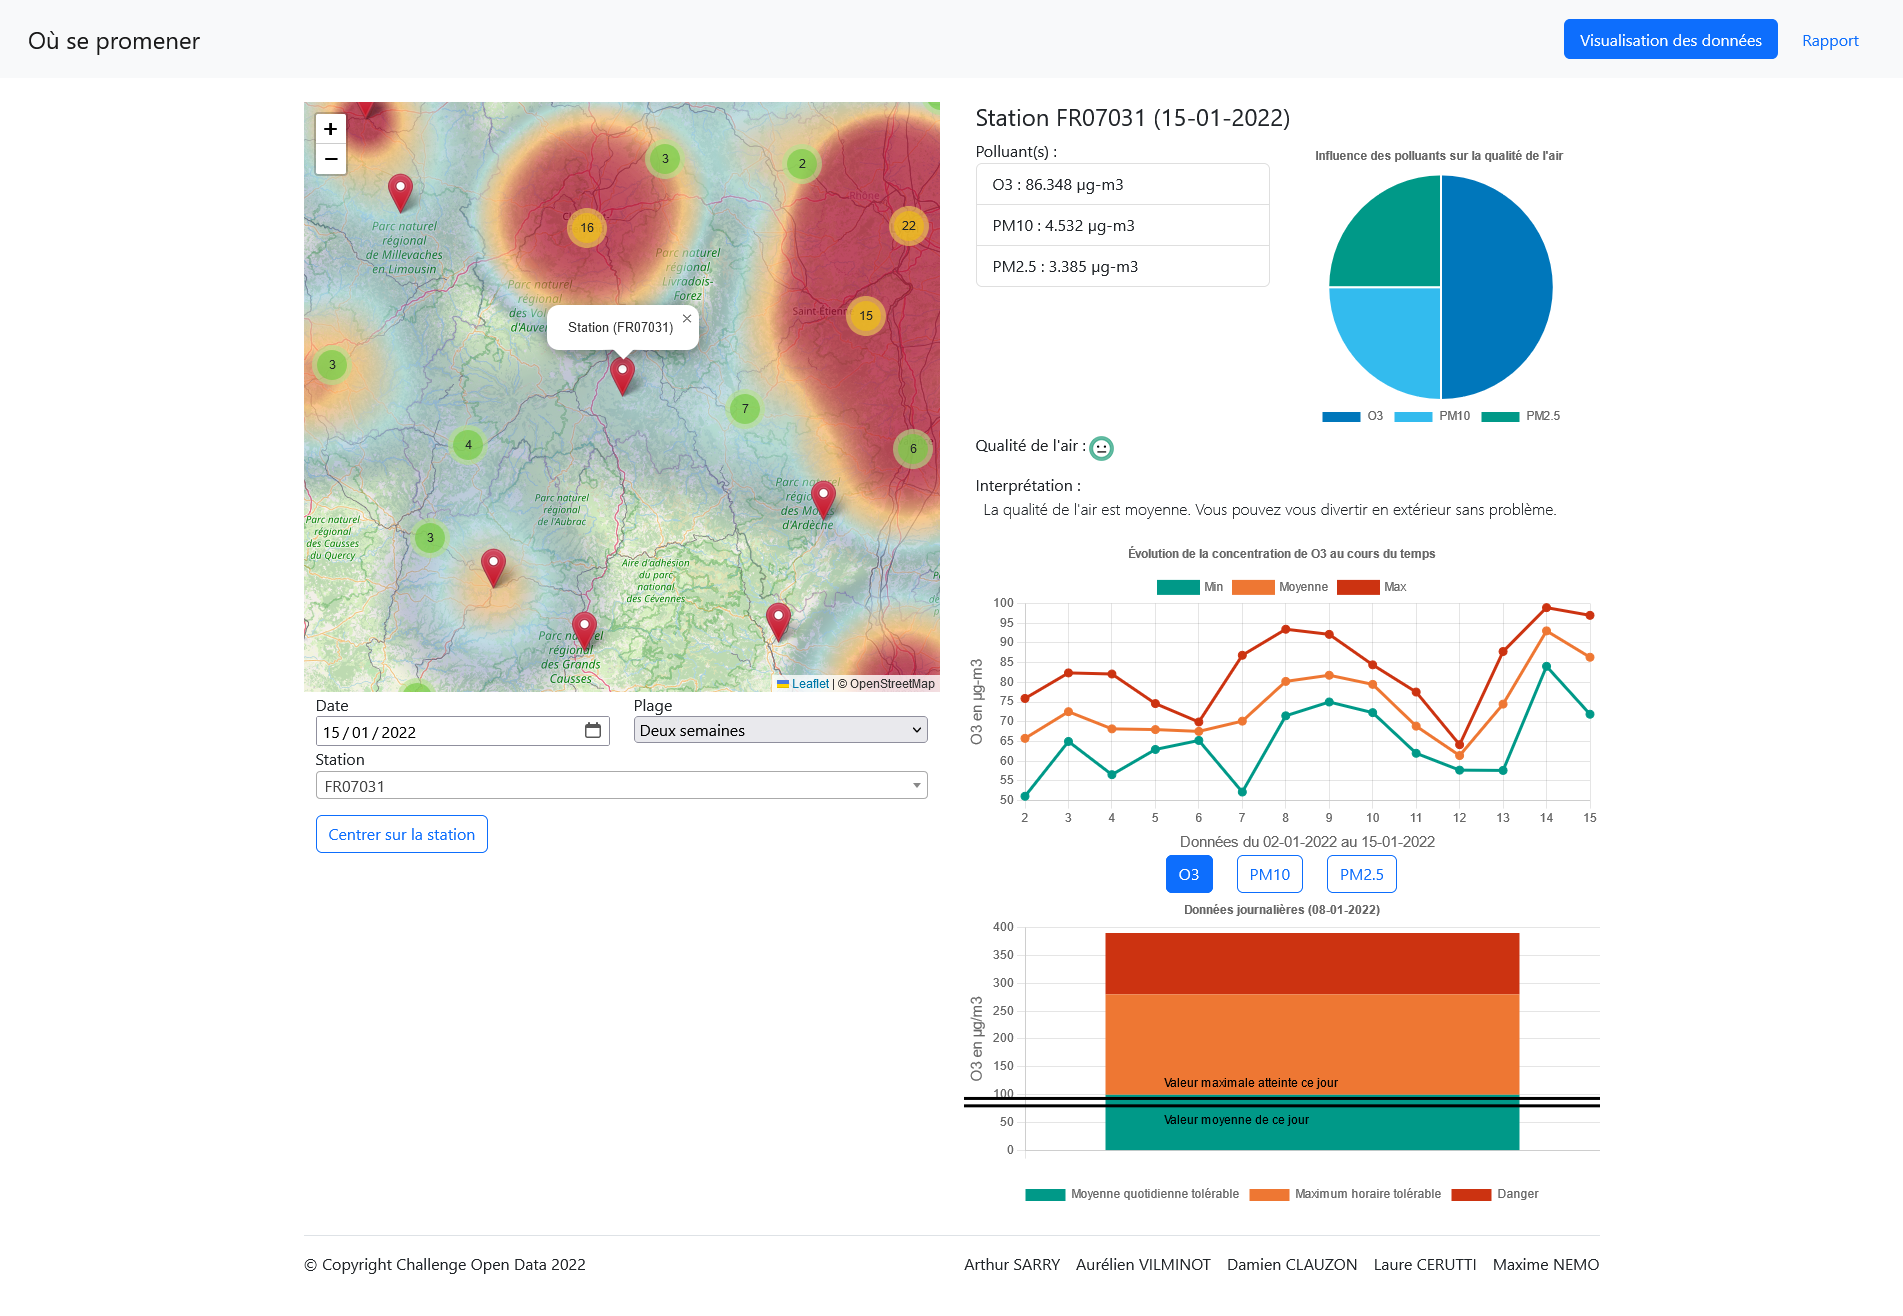 Où se promener
Visualisation des données
Rapport
+
−
3
2
16
22
Rhône
Parc naturel
régional
de Millevaches
en Limousin
Parc naturel
régional
Livradois-
Forez
Parc naturel
régional
des Vol
d'Auver
Saint-Étienne
15
Station (FR07031)
×
3
7
4
6
Parc naturel
régional
de l'Aubrac
Parc naturel
régional
des Monts
d'Ardèche
Parc naturel
régional
des Causses
du Quercy
3
Aire d'adhésion
du parc
national
des Cévennes
Parc naturel
régional
des Grands
Causses
Leaflet | © OpenStreetMap
Date
15 / 01 / 2022
Plage
Deux semaines
Station
FR07031
Centrer sur la station
Station FR07031 (15-01-2022)
Polluant(s) :
O3 : 86.348 µg-m3
PM10 : 4.532 µg-m3
PM2.5 : 3.385 µg-m3
Influence des polluants sur la qualité de l'air
O3 PM10 PM2.5
Qualité de l'air :
Interprétation :
La qualité de l'air est moyenne. Vous pouvez vous divertir en extérieur sans problème.
Évolution de la concentration de O3 au cours du temps
Min Moyenne Max
O3 en µg-m3
100
95
90
85
80
75
70
65
60
55
50
2 3 4 5 6 7 8 9 10 11 12 13 14 15
Données du 02-01-2022 au 15-01-2022
O3 PM10 PM2.5
Données journalières (08-01-2022)
O3 en µg/m3
400
350
300
250
200
150
100
50
0
Valeur maximale atteinte ce jour
Valeur moyenne de ce jour
Moyenne quotidienne tolérable Maximum horaire tolérable Danger
© Copyright Challenge Open Data 2022
Arthur SARRY Aurélien VILMINOT Damien CLAUZON Laure CERUTTI Maxime NEMO